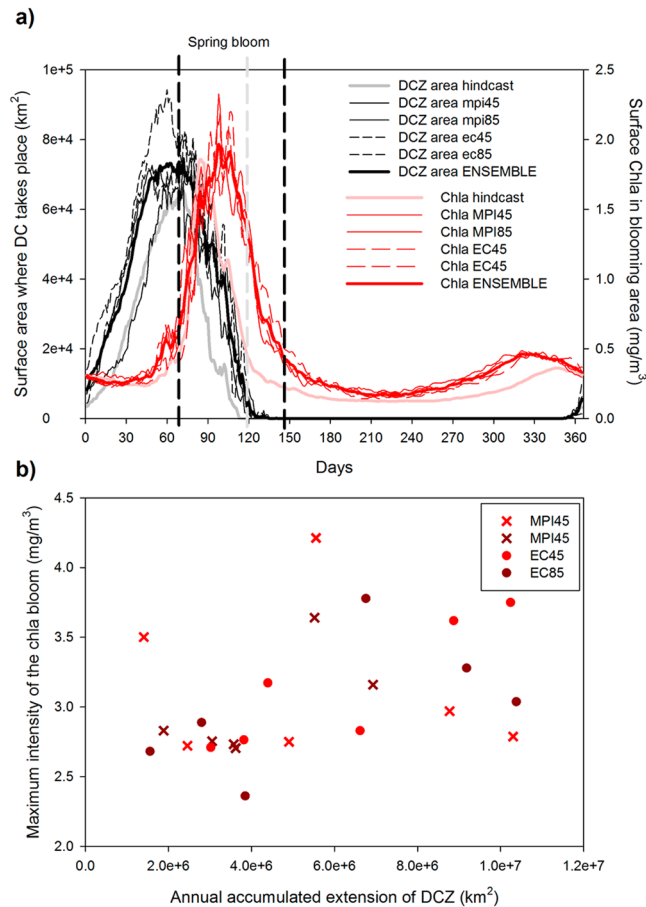 a)
Spring bloom
Surface area where DC takes place (km²)
1e+5
8e+4
6e+4
4e+4
2e+4
0
DCZ area hindcast
DCZ area mpi45
DCZ area mpi85
DCZ area ec45
DCZ area ec85
DCZ area ENSEMBLE
Chla hindcast
Chla MPI45
Chla MPI85
Chla EC45
Chla EC45
Chla ENSEMBLE
2.5
2.0
1.5
1.0
0.5
0.0
Surface Chla in blooming area (mg/m³)
0 30 60 90 120 150 180 210 240 270 300 330 360
Days
b)
Maximum intensity of the chla bloom (mg/m³)
4.5
4.0
3.5
3.0
2.5
2.0
MPI45
MPI45
EC45
EC85
0.0 2.0e+6 4.0e+6 6.0e+6 8.0e+6 1.0e+7 1.2e+7
Annual accumulated extension of DCZ (km²)